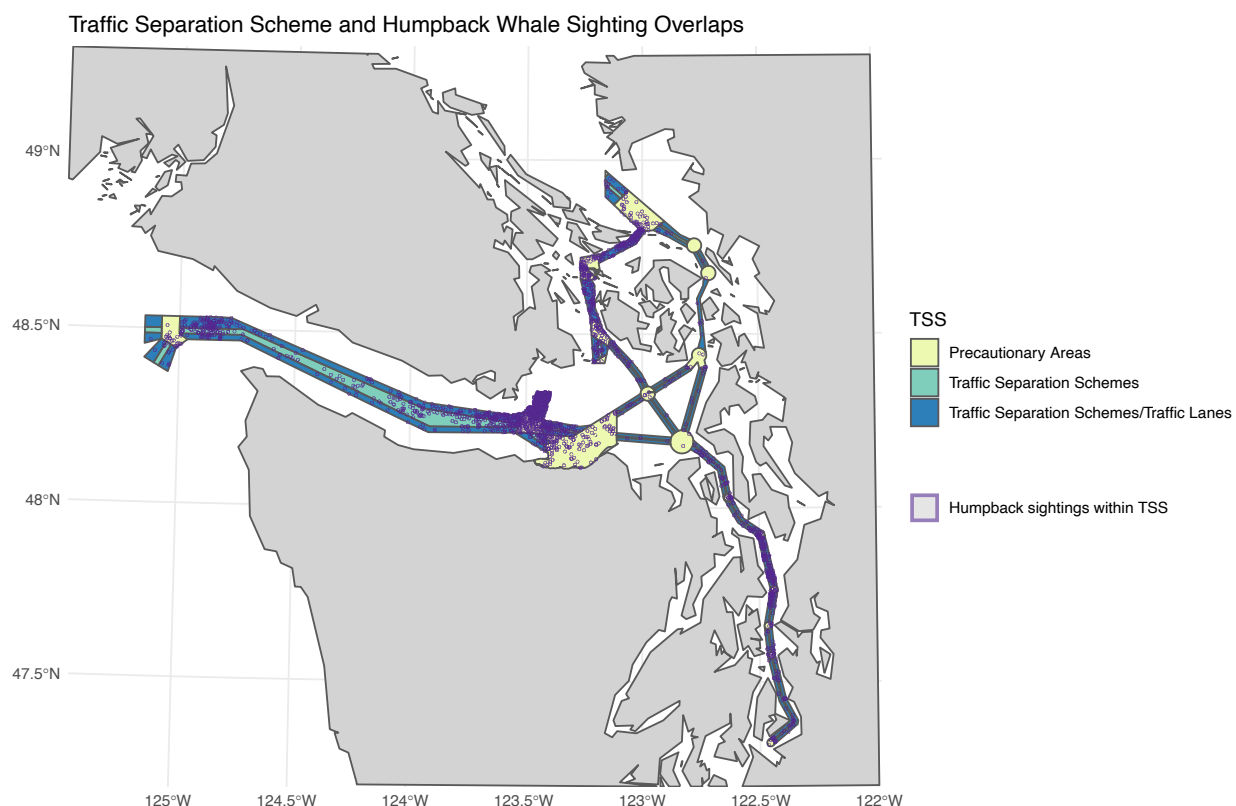 Traffic Separation Scheme and Humpback Whale Sighting Overlaps
49°N
48.5°N
48°N
47.5°N
125°W
124.5°W
124°W
123.5°W
123°W
122.5°W
122°W
TSS
Precautionary Areas
Traffic Separation Schemes
Traffic Separation Schemes/Traffic Lanes
Humpback sightings within TSS